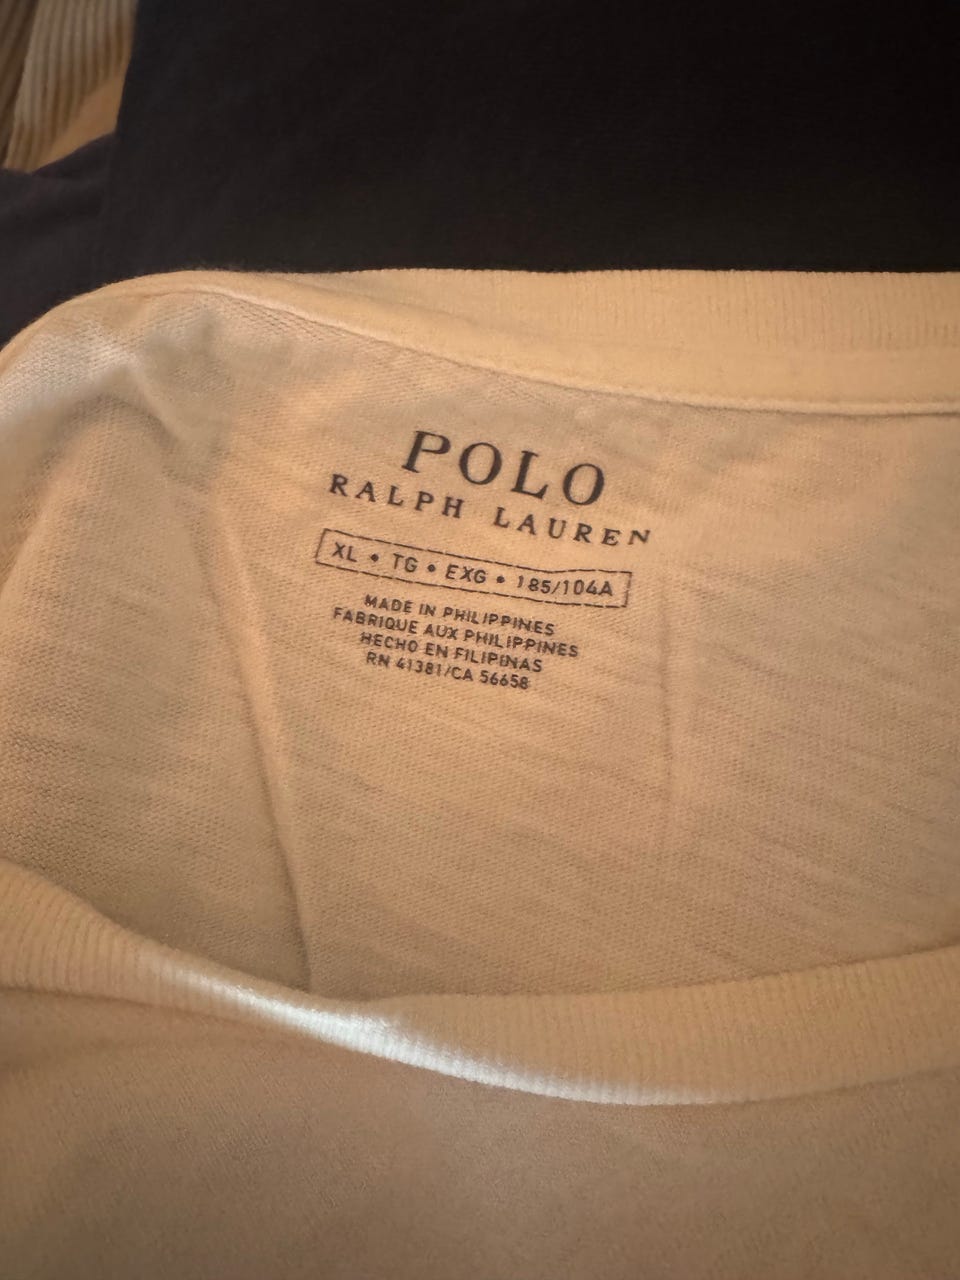 POLO
RALPH LAUREN
XL • TG • EXG • 185/104A
MADE IN PHILIPPINES
FABRIQUE AUX PHILIPPINES
HECHO EN FILIPINAS
RN 41381/CA 56658